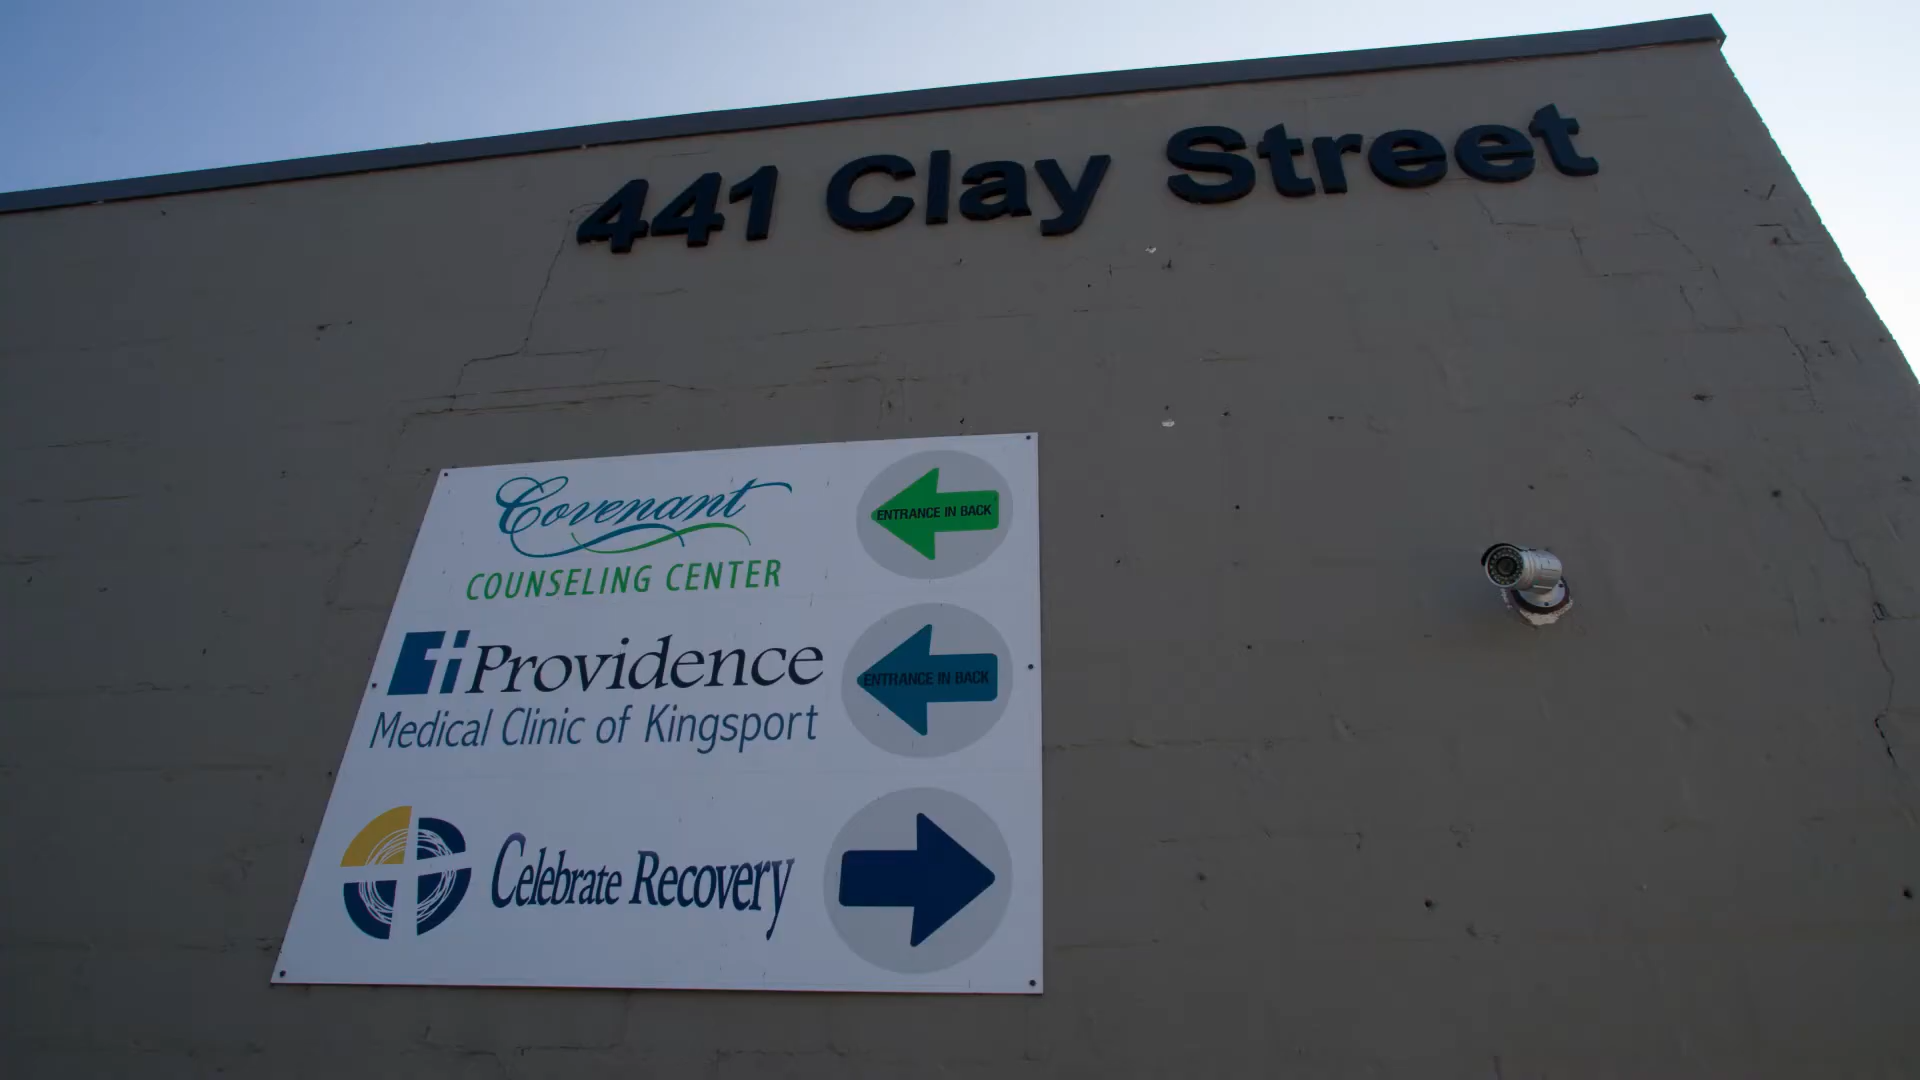 441 Clay Street
Covenant
COUNSELING CENTER
ENTRANCE IN BACK
Providence
Medical Clinic of Kingsport
ENTRANCE IN BACK
Celebrate Recovery